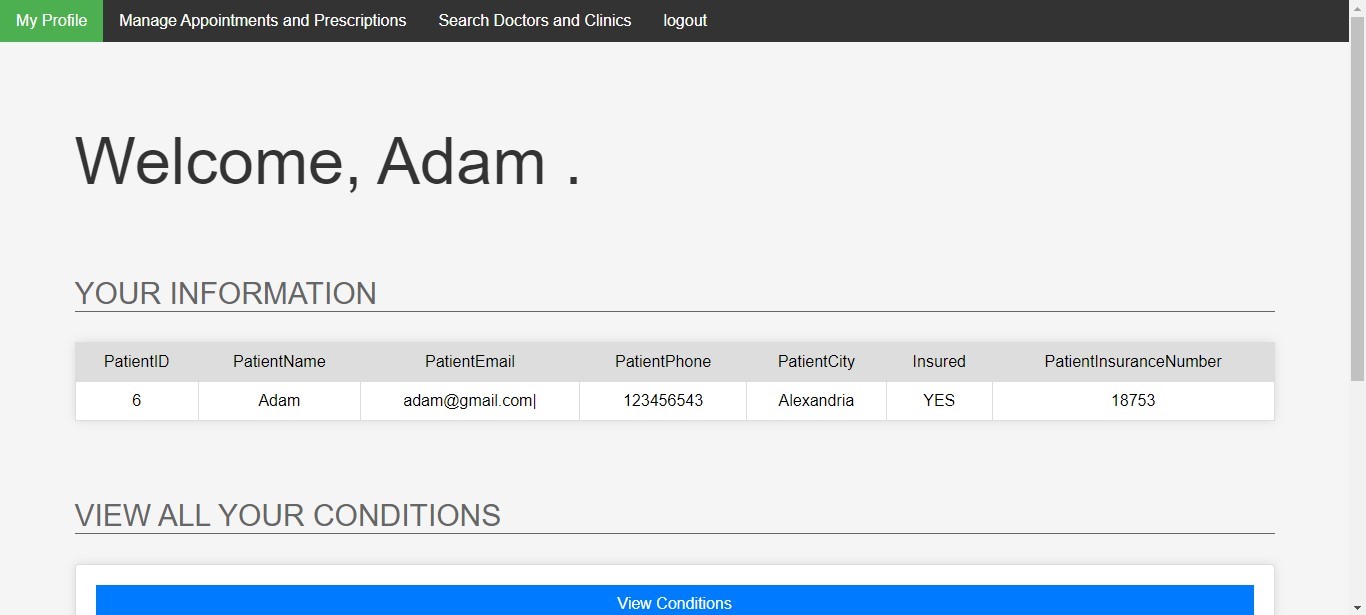 My Profile Manage Appointments and Prescriptions Search Doctors and Clinics logout
Welcome, Adam .
YOUR INFORMATION
PatientID PatientName PatientEmail PatientPhone PatientCity Insured PatientInsuranceNumber
6 Adam adam@gmail.com| 123456543 Alexandria YES 18753
VIEW ALL YOUR CONDITIONS
View Conditions